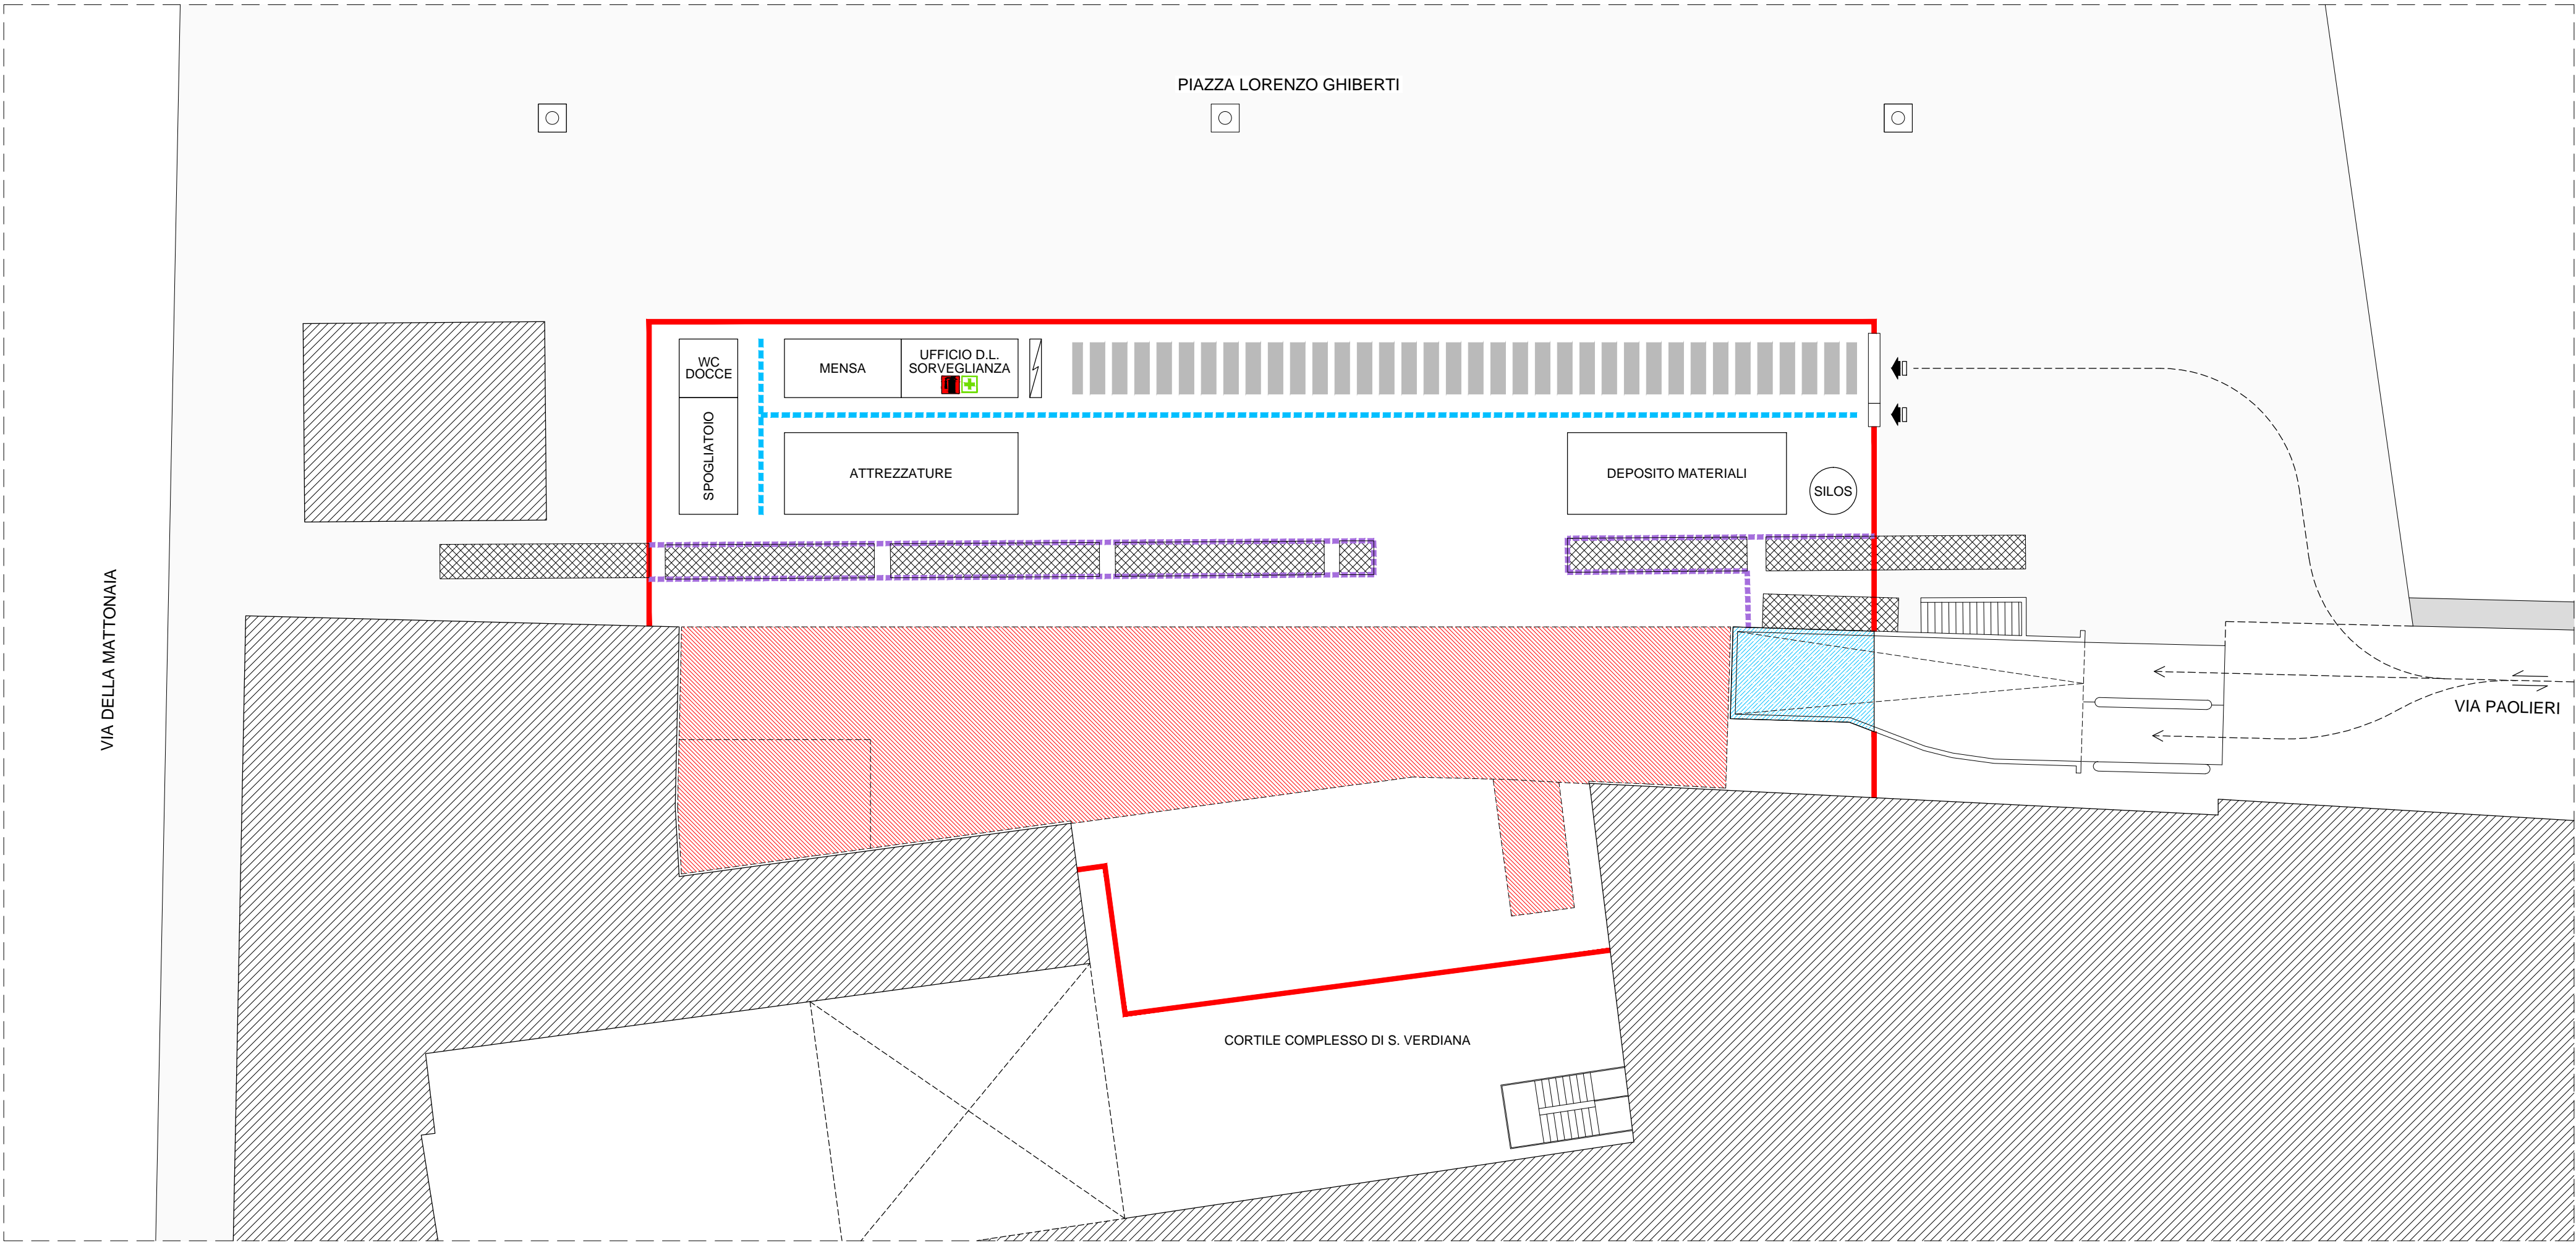 PIAZZA LORENZO GHIBERTI
WC
DOCCE
MENSA
UFFICIO D.L.
SORVEGLIANZA
SPOGLIATOIO
ATTREZZATURE
DEPOSITO MATERIALI
SILOS
VIA DELLA MATTONAIA
VIA PAOLIERI
CORTILE COMPLESSO DI S. VERDIANA